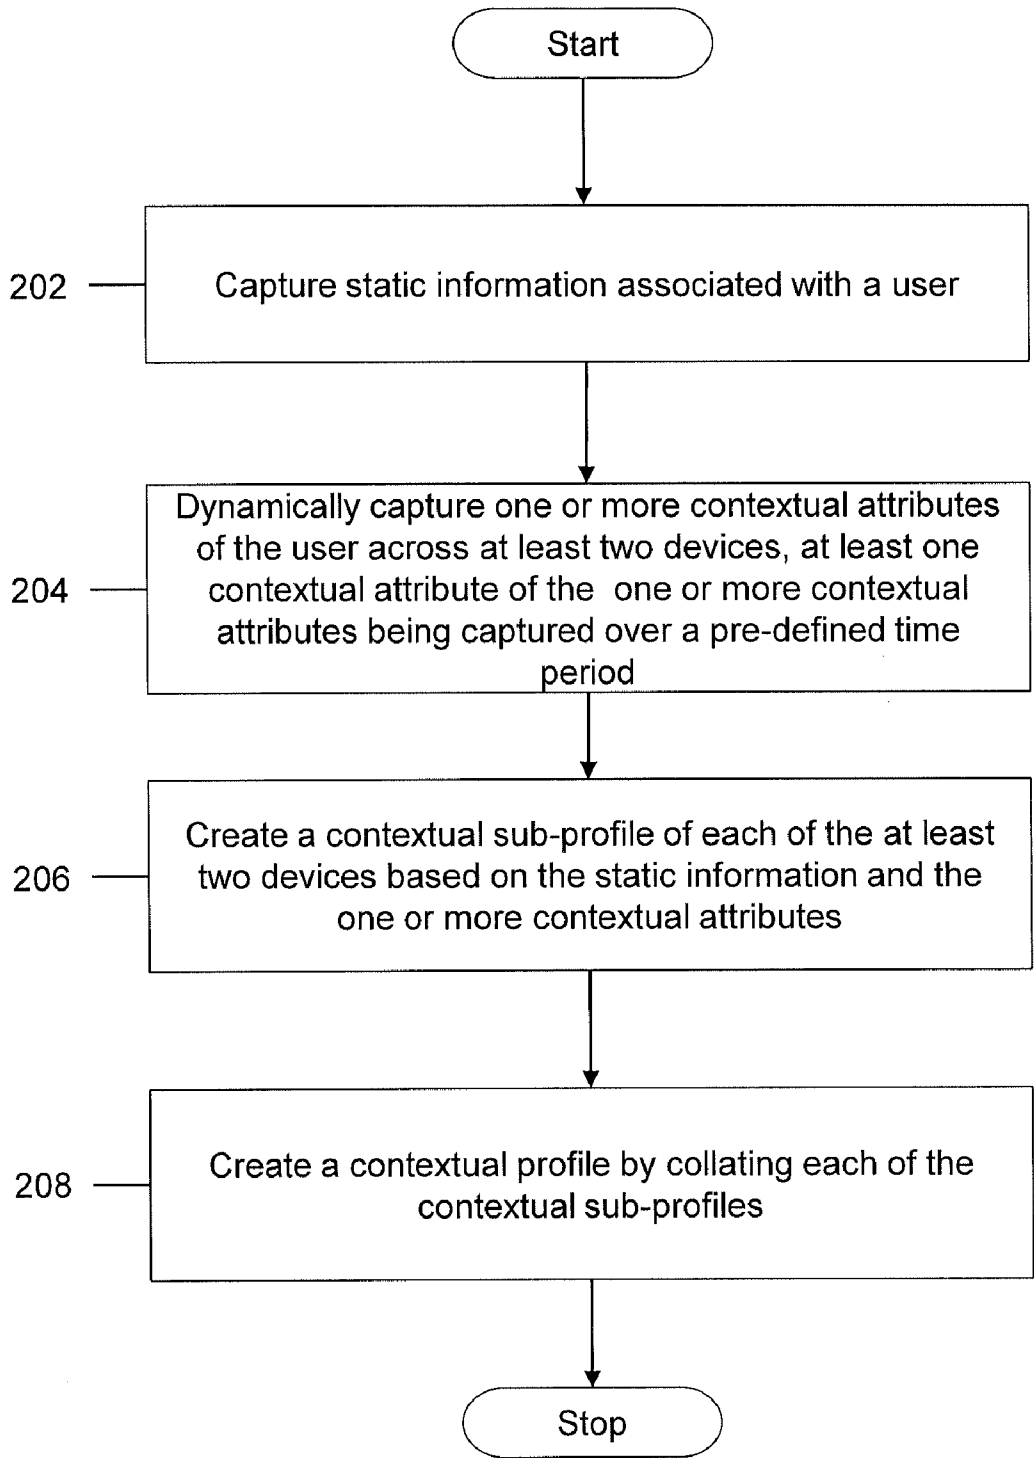 Start
202
Capture static information associated with a user
204
Dynamically capture one or more contextual attributes
of the user across at least two devices, at least one
contextual attribute of the one or more contextual
attributes being captured over a pre-defined time
period
206
Create a contextual sub-profile of each of the at least
two devices based on the static information and the
one or more contextual attributes
208
Create a contextual profile by collating each of the
contextual sub-profiles
Stop